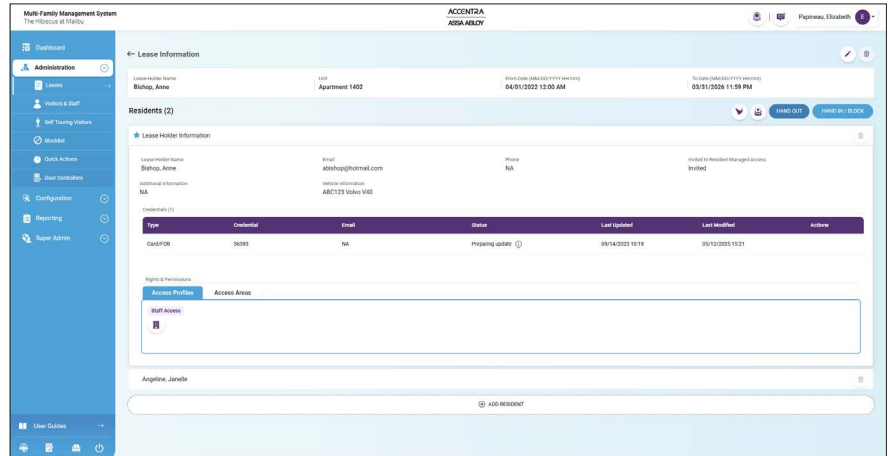 Multi-Family Management System
The Hibiscus at Malibu
ACCENTRA
ASSA ABLOY
Papineau, Elizabeth
E
Dashboard
Administration
Leases
Visitors & Staff
Self Touring Visitors
Blocklist
Quick Actions
Door Controllers
Configuration
Reporting
Super Admin
User Guides
Lease Information
Lease Holder Name Unit From Date (MM/DD/YYYY HH:mm) To Date (MM/DD/YYYY HH:mm)
Bishop, Anne Apartment 1402 04/01/2022 12:00 AM 03/31/2026 11:59 PM
Residents (2)
HAND OUT
HAND IN / BLOCK
Lease Holder Information
Lease Holder Name Email Phone Invited to Resident Managed Access
Bishop, Anne abishop@hotmail.com NA Invited
Additional Information Vehicle Information
NA ABC123 Volvo V40
Credentials (1)
Type Credential Email Status Last Updated Last Modified Actions
Card/FOB 36393 NA Preparing update 09/14/2023 10:19 05/12/2025 15:21
Rights & Permissions
Access Profiles Access Areas
Staff Access
Angeline, Janelle
ADD RESIDENT